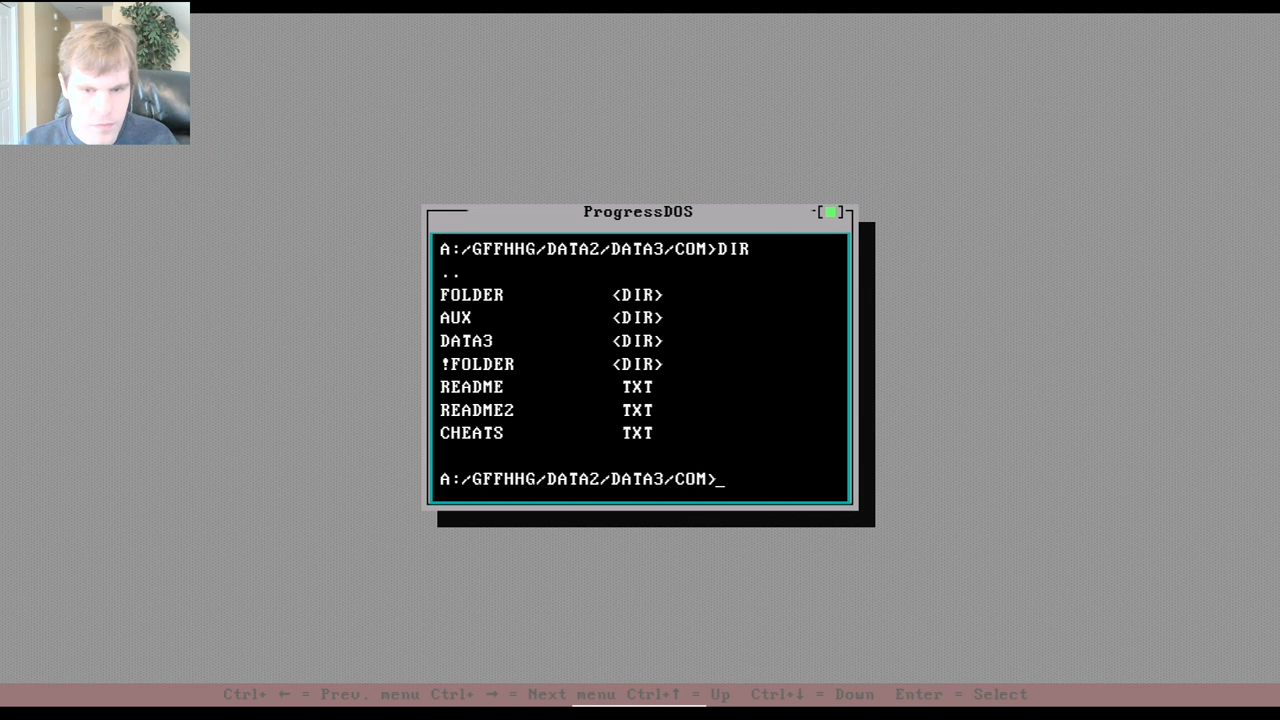 ProgressDOS
A:/GFFHHG/DATA2/DATA3/COM>DIR
..
FOLDER <DIR>
AUX <DIR>
DATA3 <DIR>
!FOLDER <DIR>
README TXT
README2 TXT
CHEATS TXT
A:/GFFHHG/DATA2/DATA3/COM>_
Ctrl+ ← = Prev. menu Ctrl+ → = Next menu Ctrl+↑ = Up Ctrl+↓ = Down Enter = Select